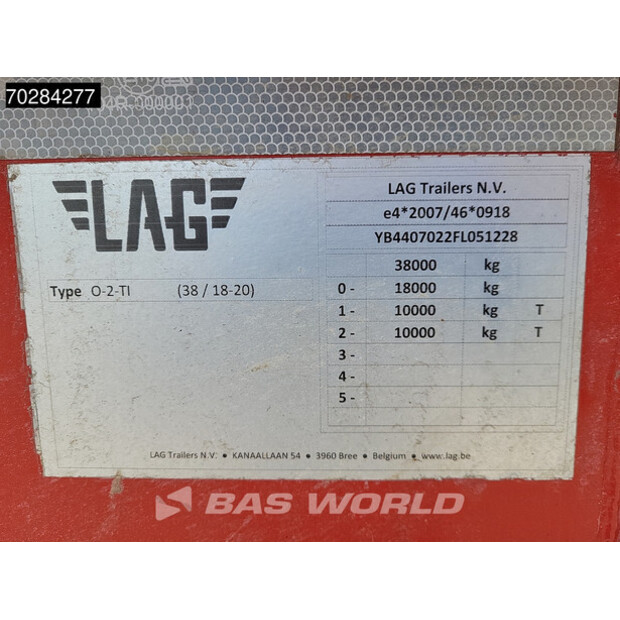 70284277
LAG
LAG Trailers N.V.
e4*2007/46*0918
YB4407022FL051228
38000 kg
Type O-2-TI (38 / 18-20)
0 - 18000 kg
1 - 10000 kg T
2 - 10000 kg T
3 -
4 -
5 -
LAG Trailers N.V. ● KANAALLAAN 54 ● 3960 Bree ● Belgium ● www.lag.be
BAS WORLD